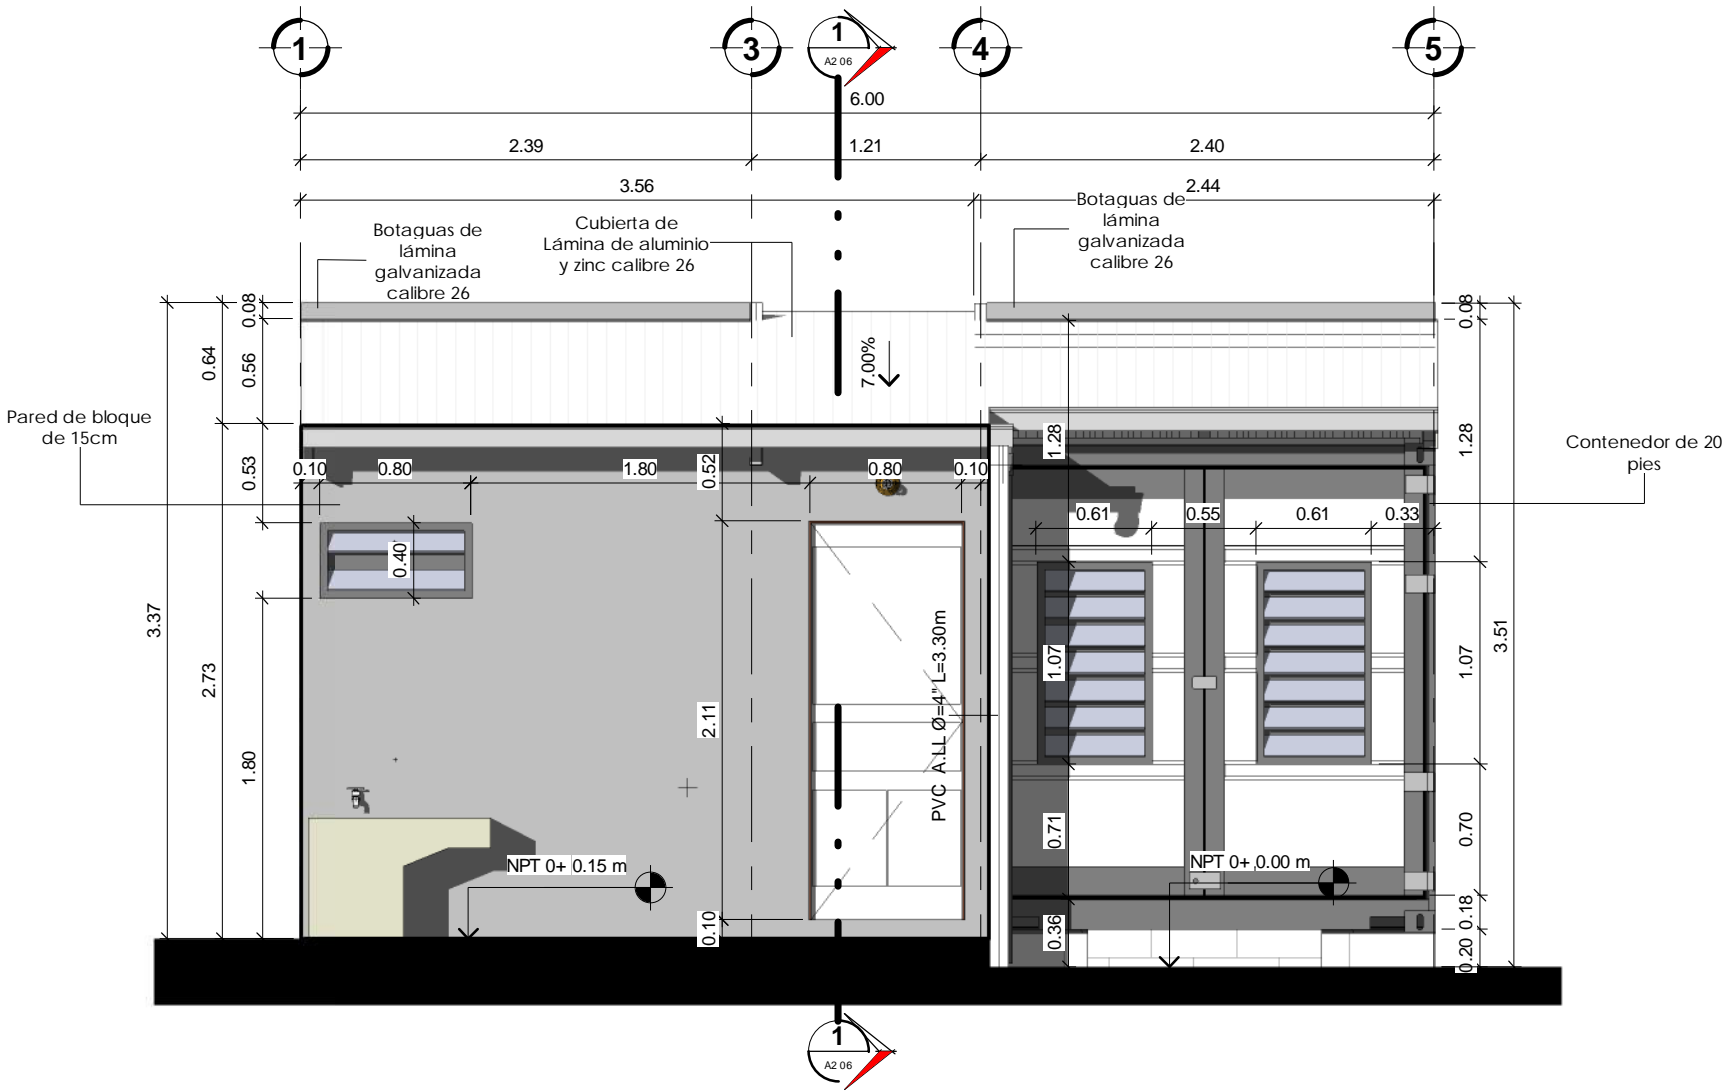 1
3
1
A2 06
4
5
6.00
2.39
1.21
2.40
3.56
2.44
Botaguas de
lámina
galvanizada
calibre 26
Cubierta de
Lámina de aluminio
y zinc calibre 26
Botaguas de
lámina
galvanizada
calibre 26
0.08
0.64
0.56
7.00%
0.08
Pared de bloque
de 15cm
Contenedor de 20
pies
0.53
0.10
0.80
1.80
0.52
0.80
0.10
1.28
1.28
0.61
0.55
0.61
0.33
0.40
3.37
2.73
1.80
2.11
PVC A.LL Ø=4" L=3.30m
1.07
1.07
3.51
0.71
0.70
NPT 0+ 0.15 m
NPT 0+ 0.00 m
0.10
0.36
0.18
0.20
1
A2 06